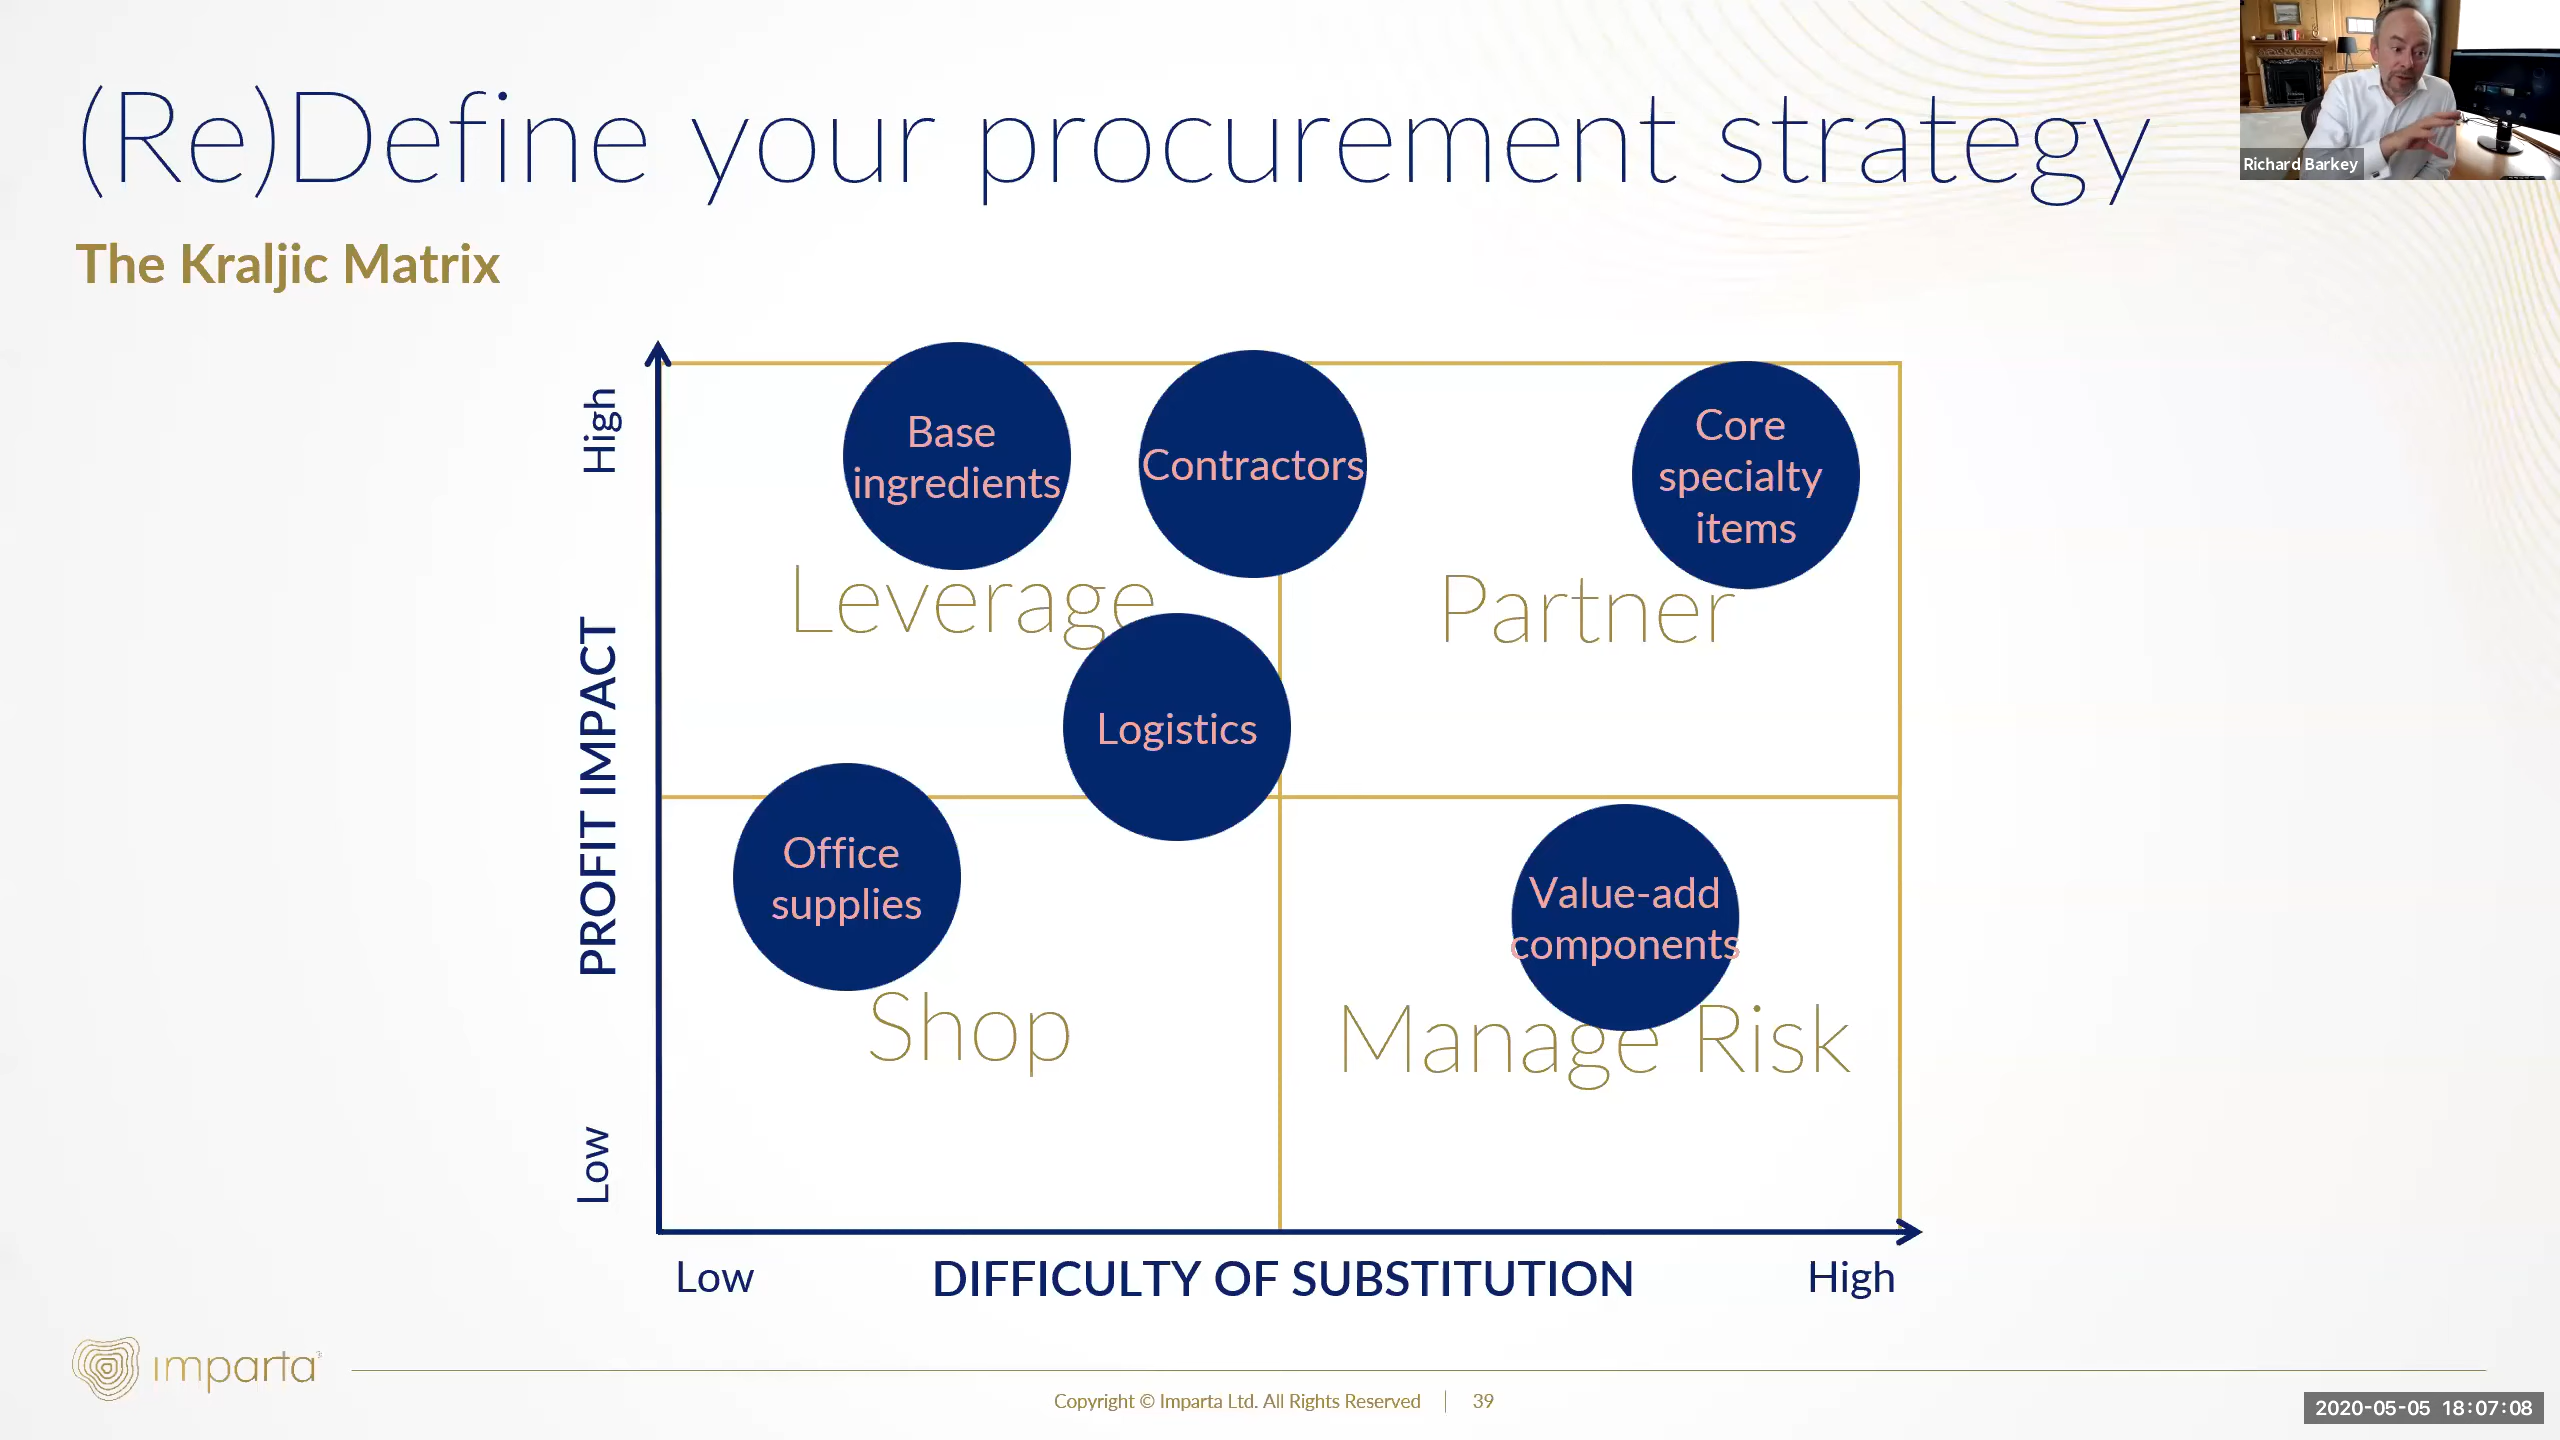 (Re)Define your procurement strategy
Richard Barkey
The Kraljic Matrix
High
PROFIT IMPACT
Low
Base
ingredients
Contractors
Core
specialty
items
Leverage
Partner
Logistics
Office
supplies
Value-add
components
Shop
Manage Risk
Low
DIFFICULTY OF SUBSTITUTION
High
imparta
Copyright © Imparta Ltd. All Rights Reserved | 39
2020-05-05 18:07:08